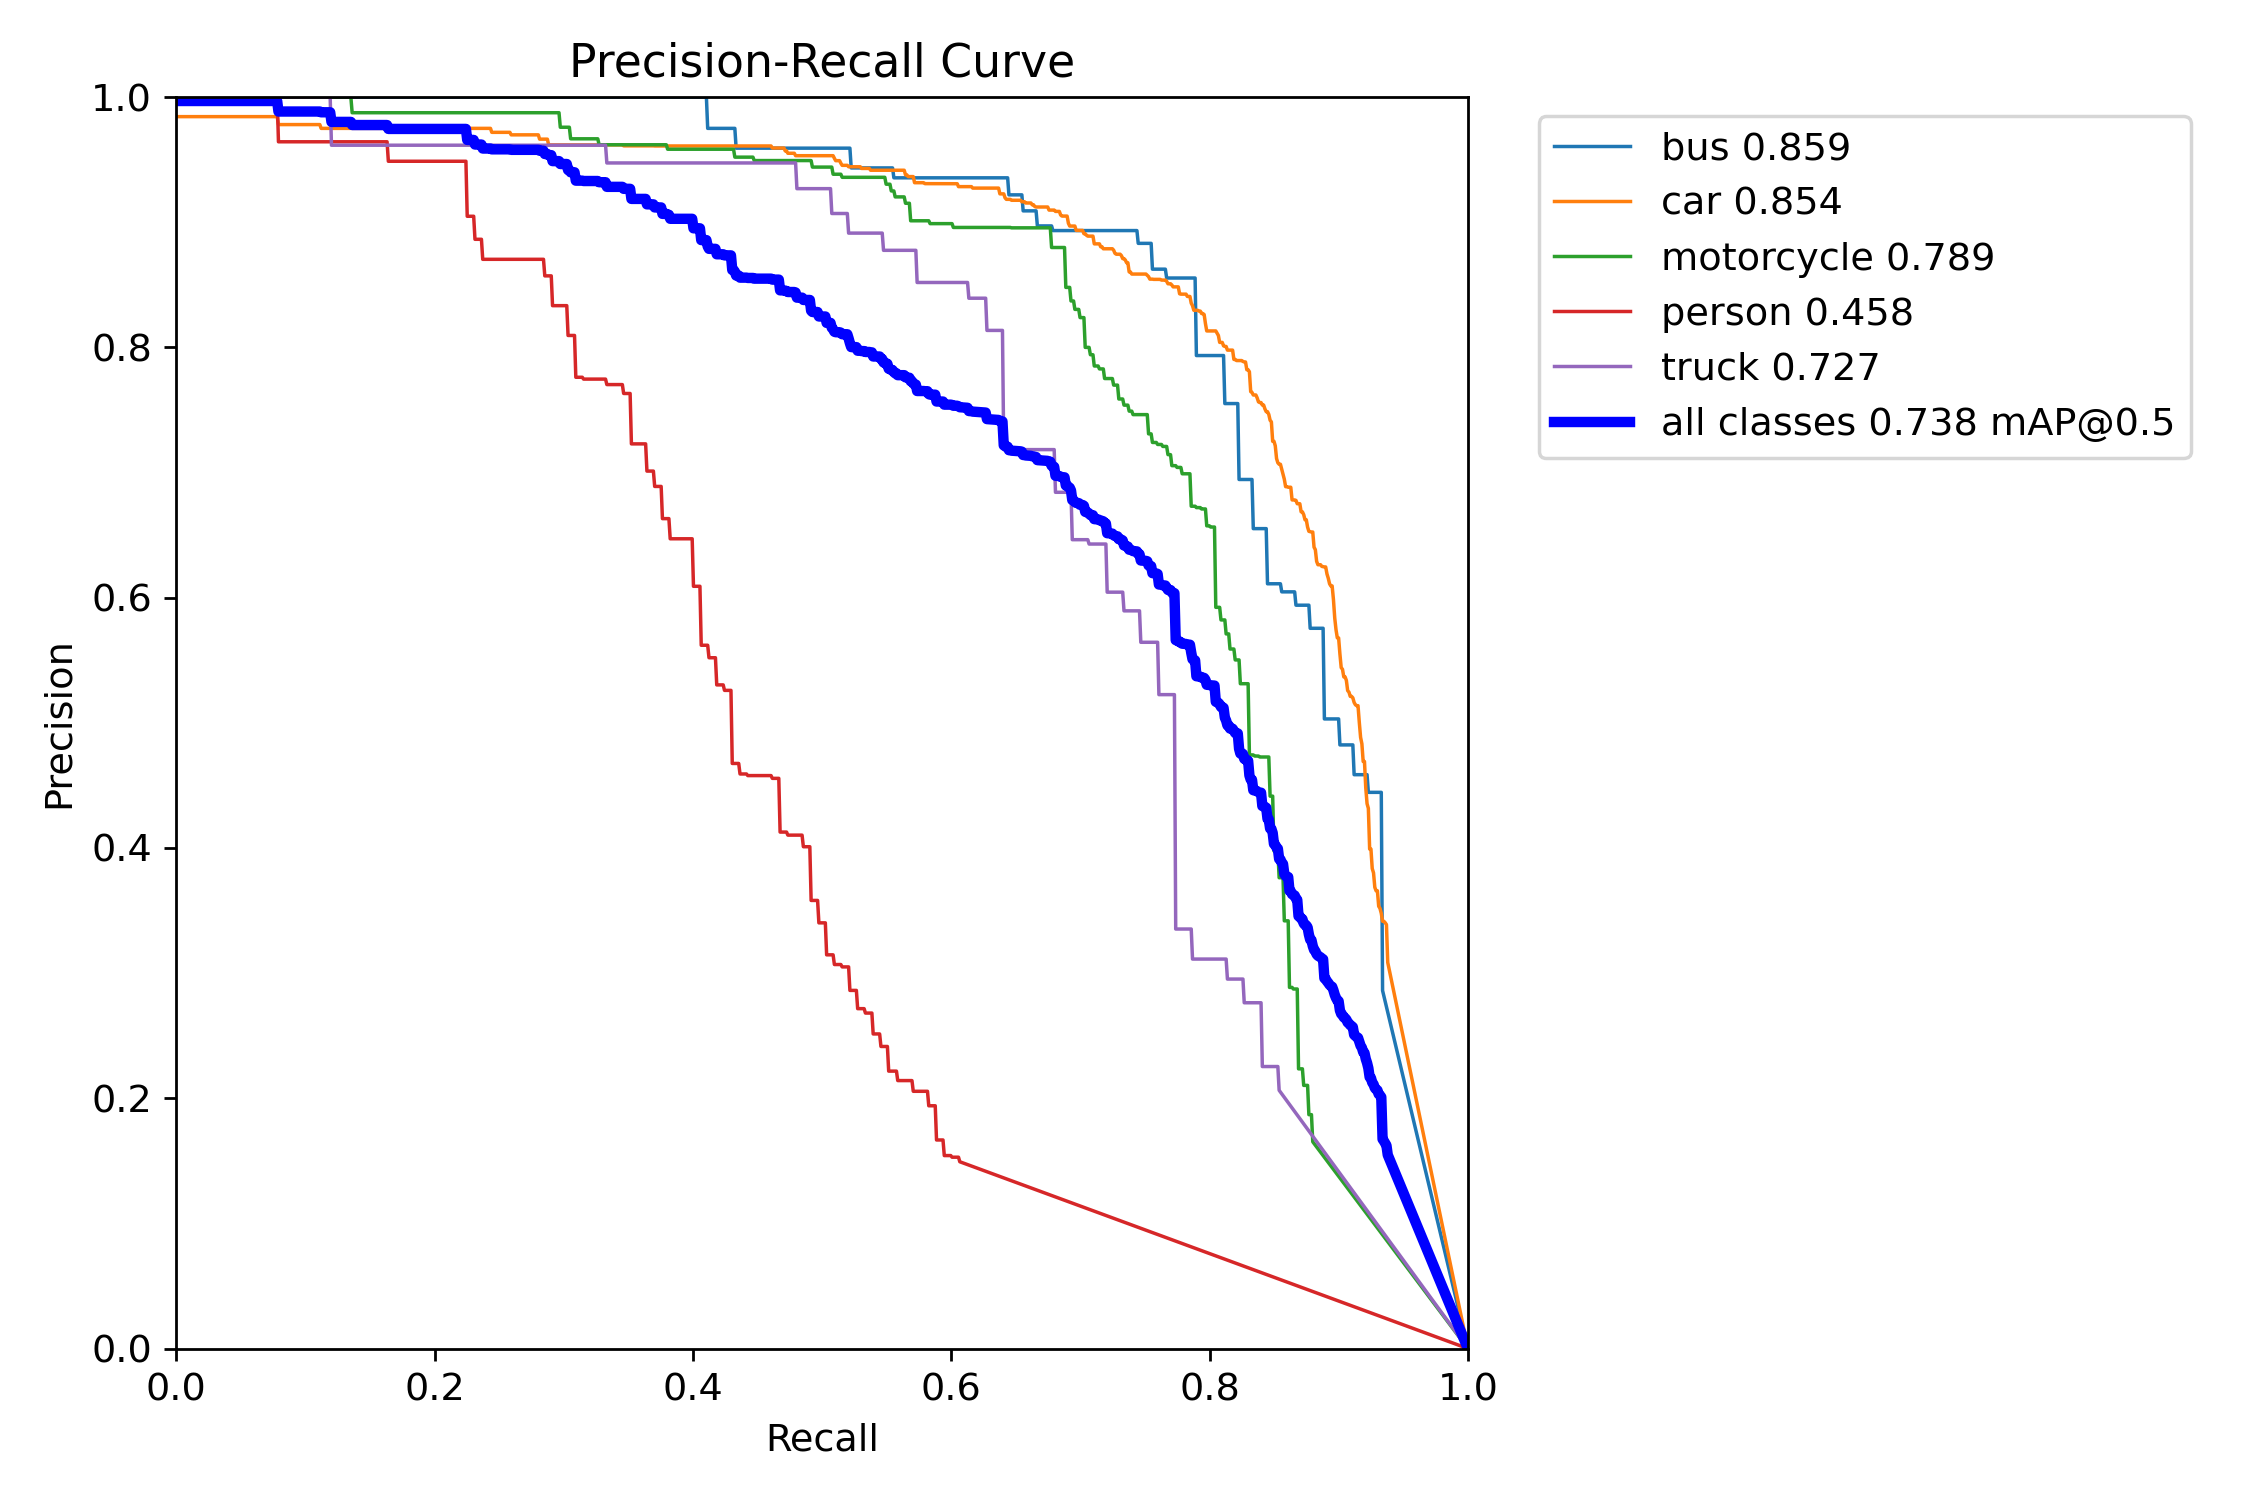 Precision-Recall Curve
1.0
0.8
0.6
0.4
0.2
0.0
Precision
0.0 0.2 0.4 0.6 0.8 1.0
Recall
bus 0.859
car 0.854
motorcycle 0.789
person 0.458
truck 0.727
all classes 0.738 mAP@0.5